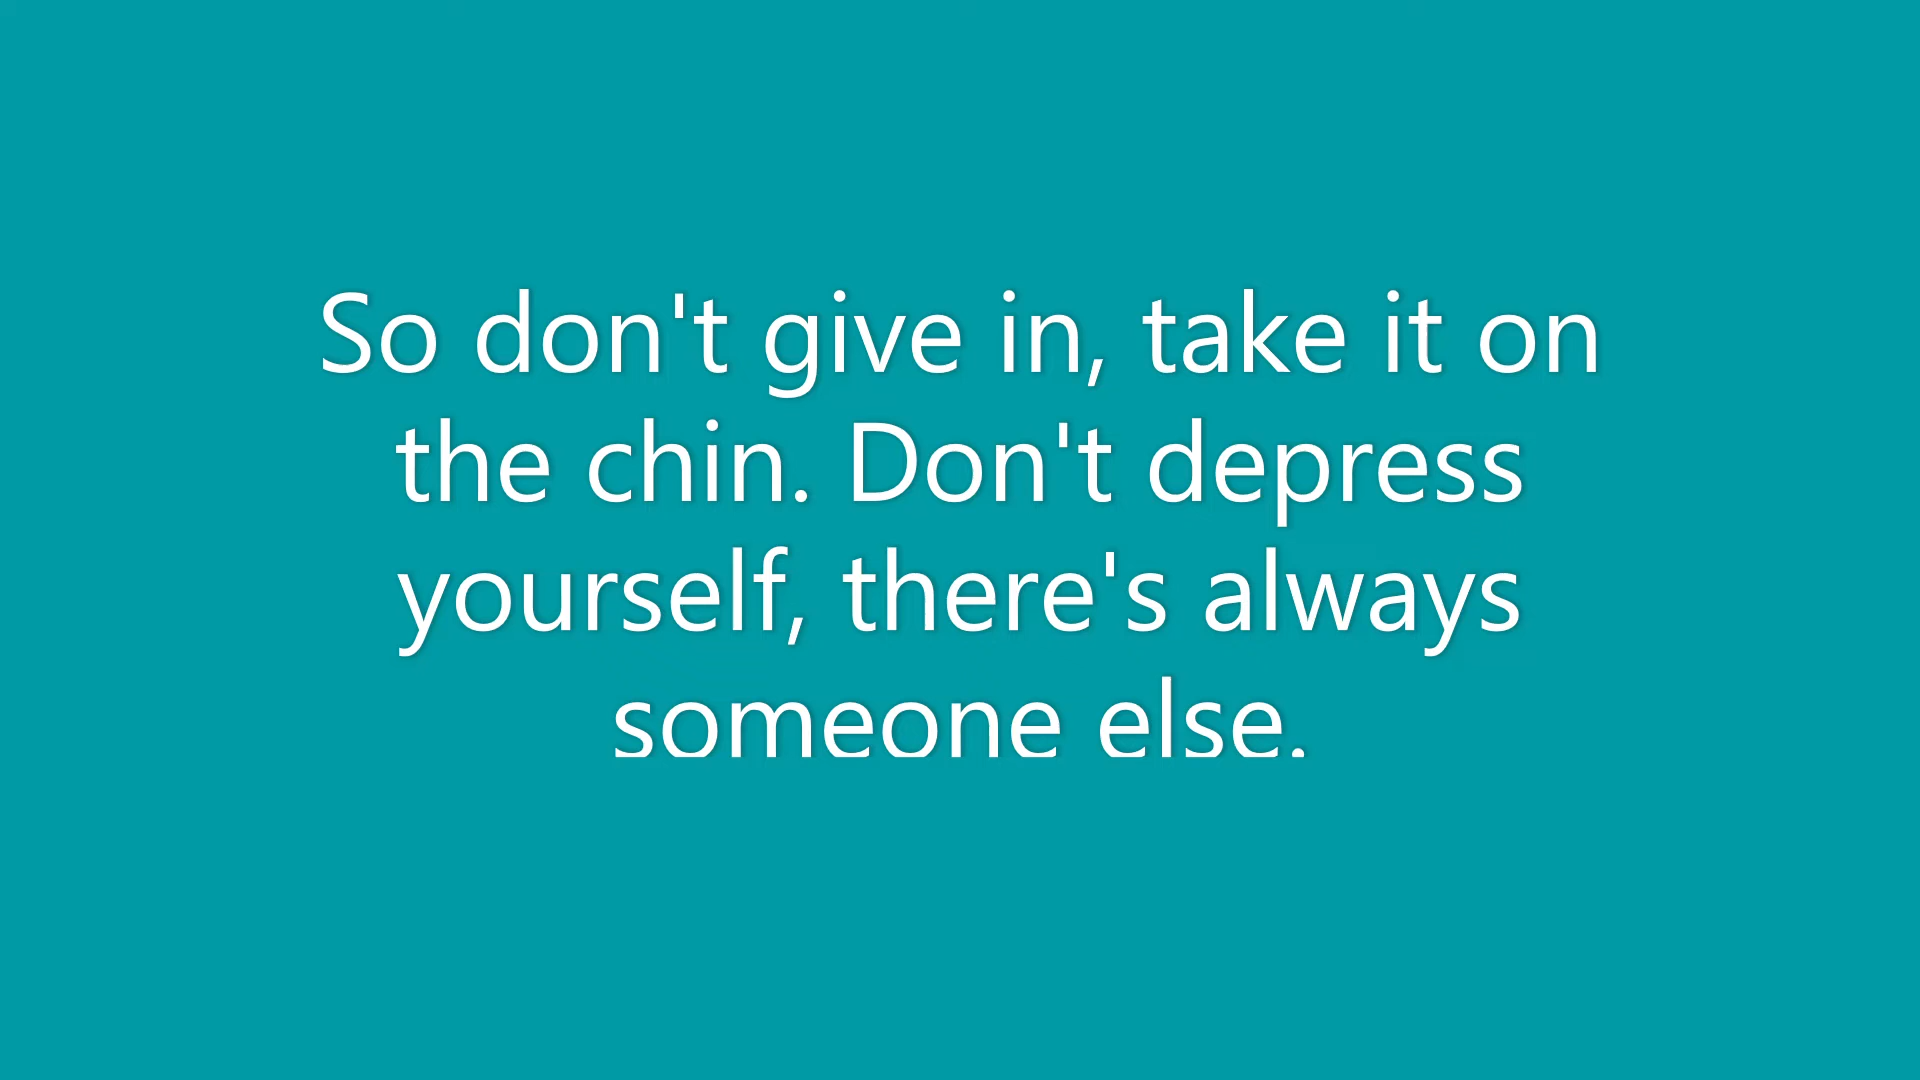 So don't give in, take it on
the chin. Don't depress
yourself, there's always
someone else.